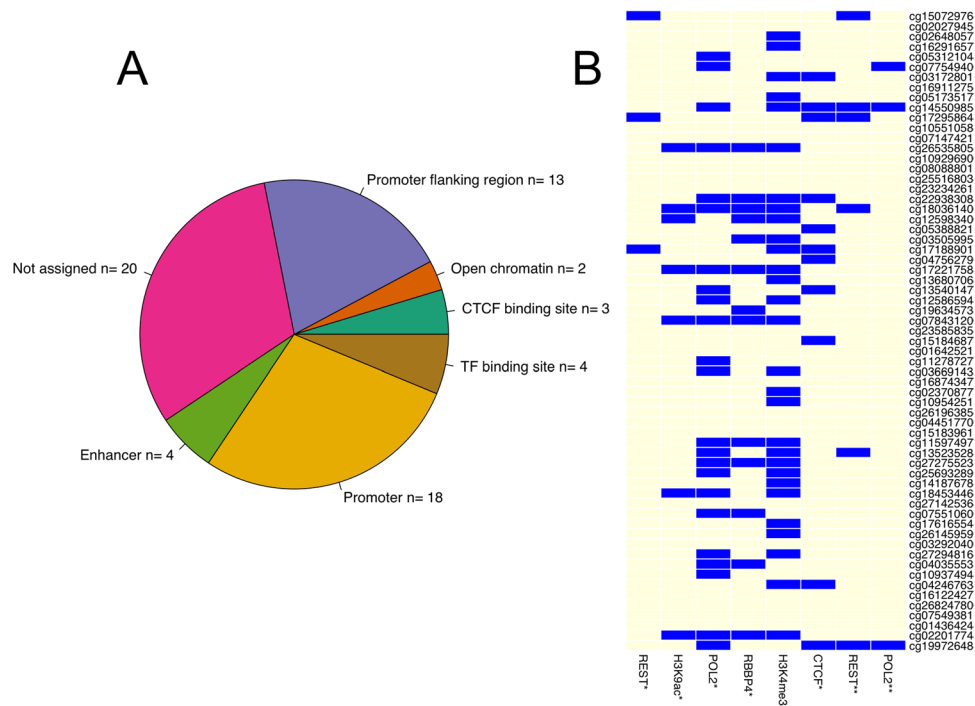 A
Promoter flanking region n= 13
Not assigned n= 20
Open chromatin n= 2
CTCF binding site n= 3
TF binding site n= 4
Enhancer n= 4
Promoter n= 18
B
cg15072976
cg02027945
cg02648057
cg16291657
cg05312104
cg07754940
cg03172801
cg16911275
cg05173517
cg14550985
cg17295864
cg10551058
cg07147421
cg26535805
cg10929690
cg08088801
cg25516803
cg23234261
cg22938308
cg18036140
cg12598340
cg05388821
cg03505995
cg17188901
cg04756279
cg17221758
cg13680706
cg13540147
cg12586594
cg19634573
cg07843120
cg23585835
cg15184687
cg01642521
cg11278727
cg03669143
cg16874347
cg02370877
cg10954251
cg26196385
cg04451770
cg15183961
cg11597497
cg13523528
cg27275523
cg25693289
cg14187678
cg18453446
cg27142536
cg07551060
cg17616554
cg26145959
cg03292040
cg27294816
cg04035553
cg10937494
cg04246763
cg16122427
cg26824780
cg07549381
cg01436424
cg02201774
cg19972648
REST*
H3K9ac*
POL2*
RBBP4*
H3K4me3
CTCF*
REST**
POL2**